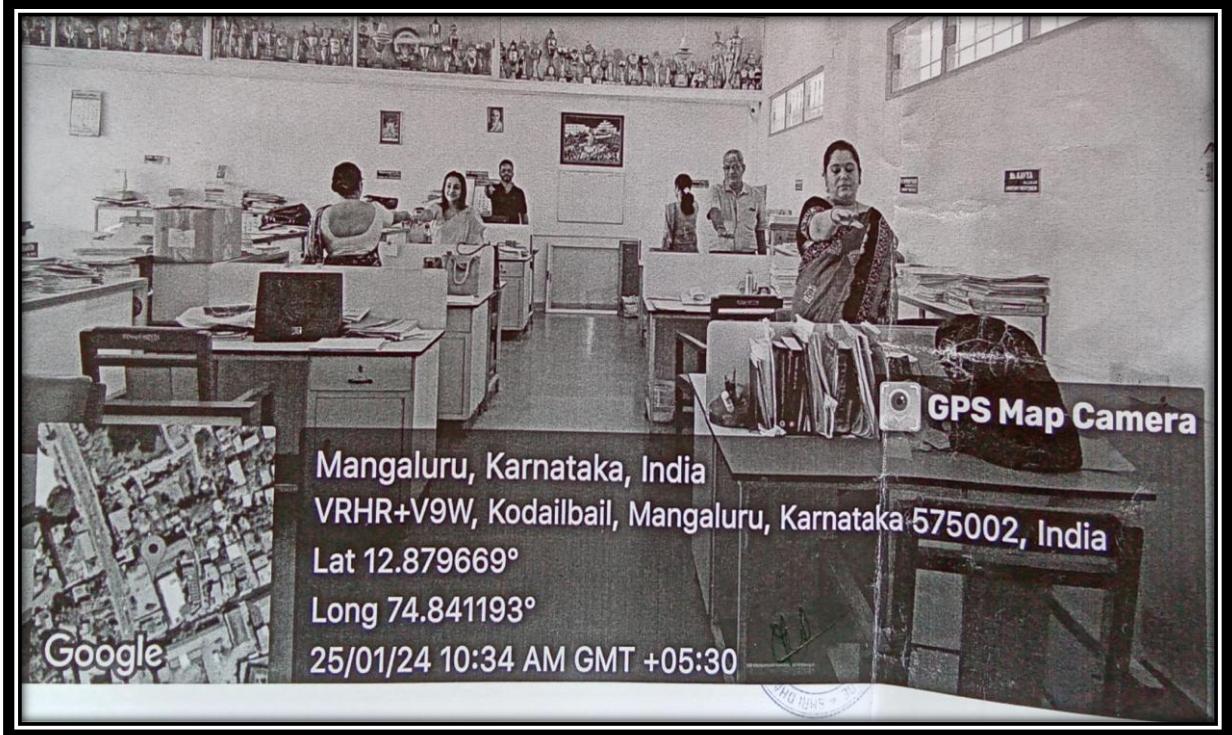 GPS Map Camera
Mangaluru, Karnataka, India
VRHR+V9W, Kodailbail, Mangaluru, Karnataka 575002, India
Lat 12.879669°
Long 74.841193°
25/01/24 10:34 AM GMT +05:30
Google